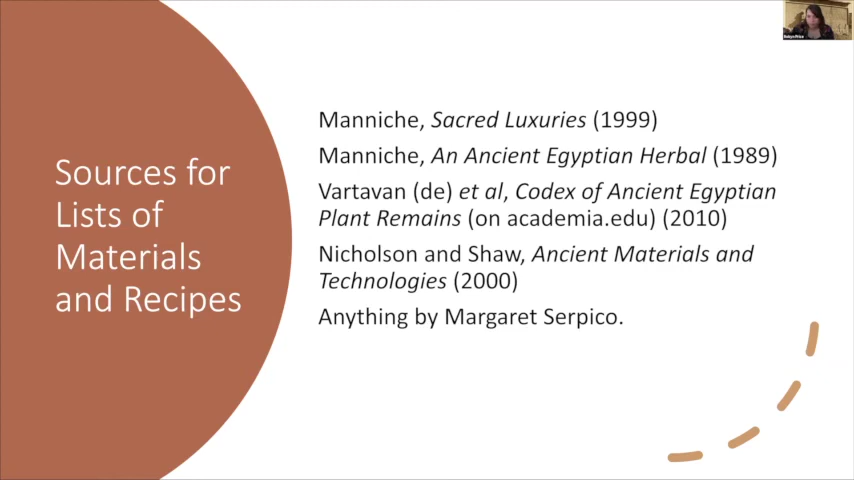 Sources for
Lists of
Materials
and Recipes
Manniche, Sacred Luxuries (1999)
Manniche, An Ancient Egyptian Herbal (1989)
Vartavan (de) et al, Codex of Ancient Egyptian
Plant Remains (on academia.edu) (2010)
Nicholson and Shaw, Ancient Materials and
Technologies (2000)
Anything by Margaret Serpico.
Robyn Price